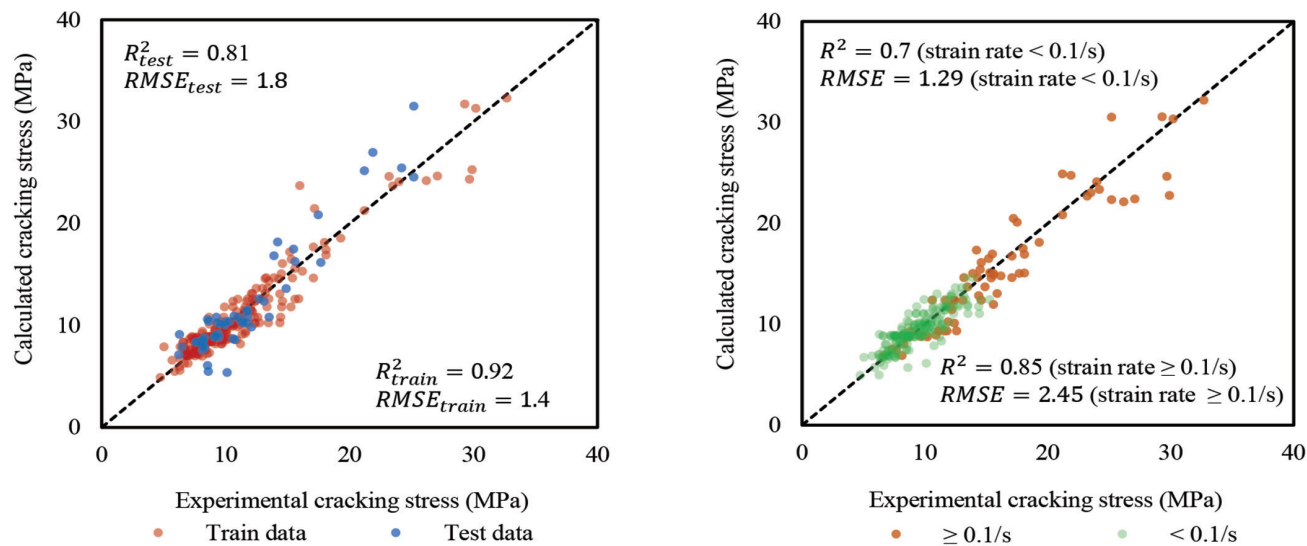 40
30
20
10
0
Calculated cracking stress (MPa)
R²test = 0.81
RMSEtest = 1.8
R²train = 0.92
RMSEtrain = 1.4
0 10 20 30 40
Experimental cracking stress (MPa)
Train data Test data
40
30
20
10
0
Calculated cracking stress (MPa)
R² = 0.7 (strain rate < 0.1/s)
RMSE = 1.29 (strain rate < 0.1/s)
R² = 0.85 (strain rate ≥ 0.1/s)
RMSE = 2.45 (strain rate ≥ 0.1/s)
0 10 20 30 40
Experimental cracking stress (MPa)
≥ 0.1/s < 0.1/s